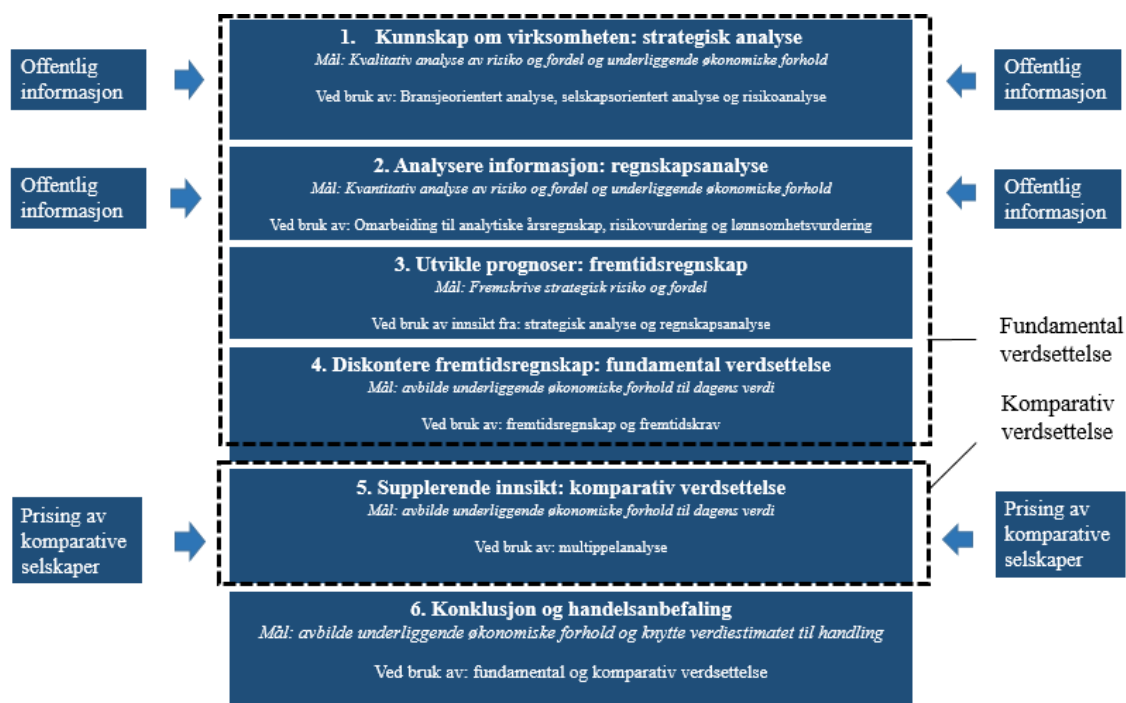 1. Kunnskap om virksomheten: strategisk analyse
Mål: Kvalitativ analyse av risiko og fordel og underliggende økonomiske forhold
Ved bruk av: Bransjeorientert analyse, selskapsorientert analyse og risikoanalyse
Offentlig
informasjon
Offentlig
informasjon
2. Analysere informasjon: regnskapsanalyse
Mål: Kvantitativ analyse av risiko og fordel og underliggende økonomiske forhold
Ved bruk av: Omarbeiding til analytiske årsregnskap, risikovurdering og lønnsomhetsvurdering
Offentlig
informasjon
Offentlig
informasjon
3. Utvikle prognoser: fremtidsregnskap
Mål: Fremskrive strategisk risiko og fordel
Ved bruk av innsikt fra: strategisk analyse og regnskapsanalyse
Fundamental
verdsettelse
4. Diskontere fremtidsregnskap: fundamental verdsettelse
Mål: avbilde underliggende økonomiske forhold til dagens verdi
Ved bruk av: fremtidsregnskap og fremtidskrav
Komparativ
verdsettelse
5. Supplerende innsikt: komparativ verdsettelse
Mål: avbilde underliggende økonomiske forhold til dagens verdi
Ved bruk av: multippelanalyse
Prising av
komparative
selskaper
Prising av
komparative
selskaper
6. Konklusjon og handelsanbefaling
Mål: avbilde underliggende økonomiske forhold og knytte verdiestimatet til handling
Ved bruk av: fundamental og komparativ verdsettelse